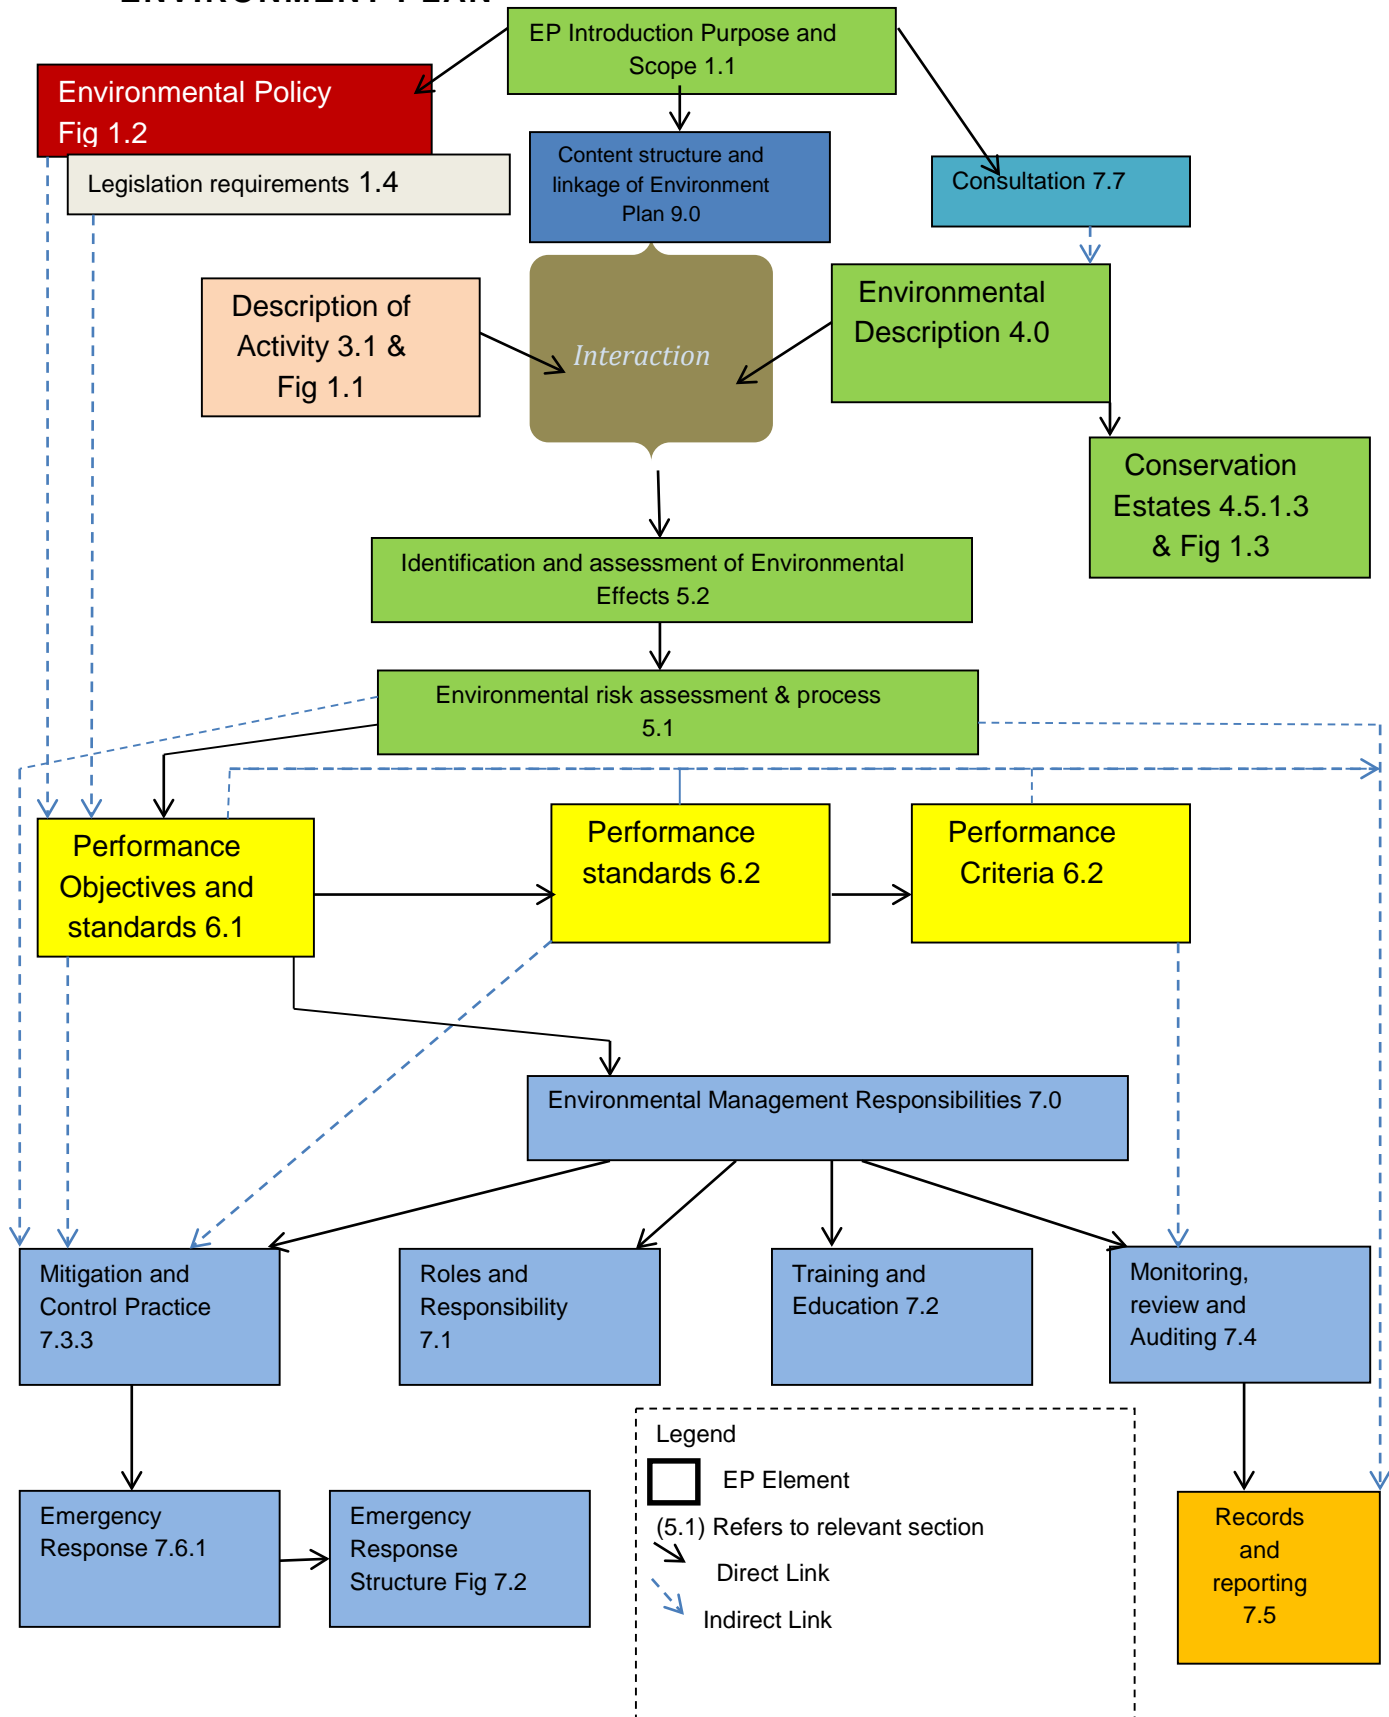 ENVIRONMENT PLAN
EP Introduction Purpose and
Scope 1.1
Environmental Policy
Fig 1.2
Legislation requirements 1.4
Content structure and
linkage of Environment
Plan 9.0
Consultation 7.7
Description of
Activity 3.1 &
Fig 1.1
Interaction
Environmental
Description 4.0
Conservation
Estates 4.5.1.3
& Fig 1.3
Identification and assessment of Environmental
Effects 5.2
Environmental risk assessment & process
5.1
Performance
Objectives and
standards 6.1
Performance
standards 6.2
Performance
Criteria 6.2
Environmental Management Responsibilities 7.0
Mitigation and
Control Practice
7.3.3
Roles and
Responsibility
7.1
Training and
Education 7.2
Monitoring,
review and
Auditing 7.4
Emergency
Response 7.6.1
Emergency
Response
Structure Fig 7.2
Legend
EP Element
(5.1) Refers to relevant section
Direct Link
Indirect Link
Records
and
reporting
7.5